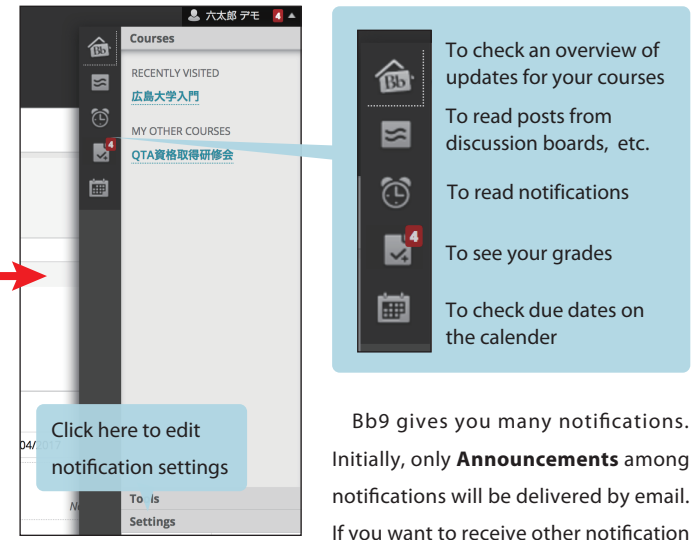 六太郎 デモ 4
Courses
RECENTLY VISITED
広島大学入門
MY OTHER COURSES
QTA資格取得研修会
Bb
4
Click here to edit
notification settings
04/2017
Settings
Bb
To check an overview of
updates for your courses
To read posts from
discussion boards, etc.
To read notifications
4
To see your grades
To check due dates on
the calender
Bb9 gives you many notifications.
Initially, only Announcements among
notifications will be delivered by email.
If you want to receive other notification